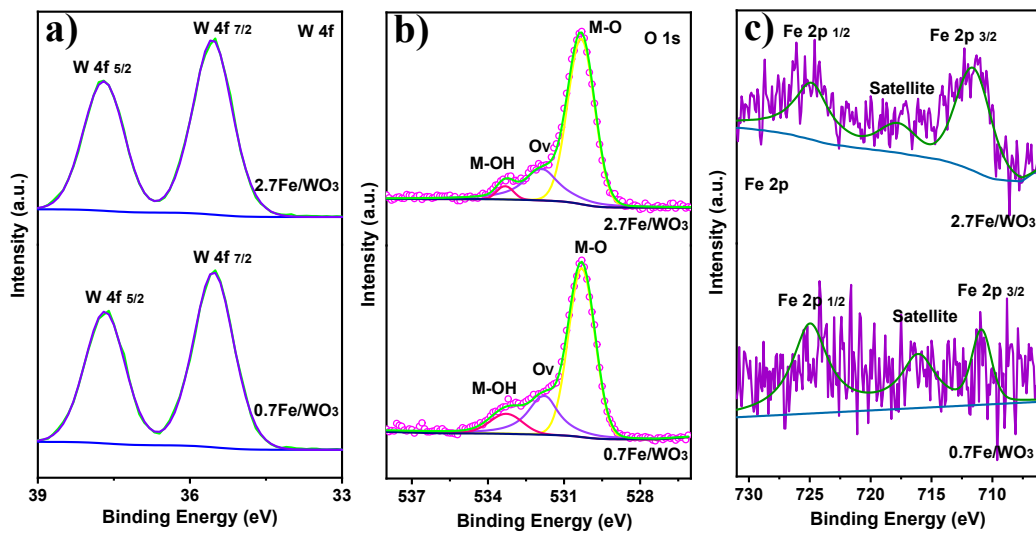 a)
W 4f 7/2
W 4f
W 4f 5/2
2.7Fe/WO3
W 4f 7/2
W 4f 5/2
0.7Fe/WO3
Intensity (a.u.)
39 37 35 33
Binding Energy (eV)
b)
M-O
O 1s
Ov
M-OH
2.7Fe/WO3
M-O
Ov
M-OH
0.7Fe/WO3
Intensity (a.u.)
537 534 531 528
Binding Energy (eV)
c)
Fe 2p 1/2
Fe 2p 3/2
Satellite
Fe 2p
2.7Fe/WO3
Fe 2p 1/2
Fe 2p 3/2
Satellite
0.7Fe/WO3
Intensity (a.u.)
730 725 720 715 710
Binding Energy (eV)